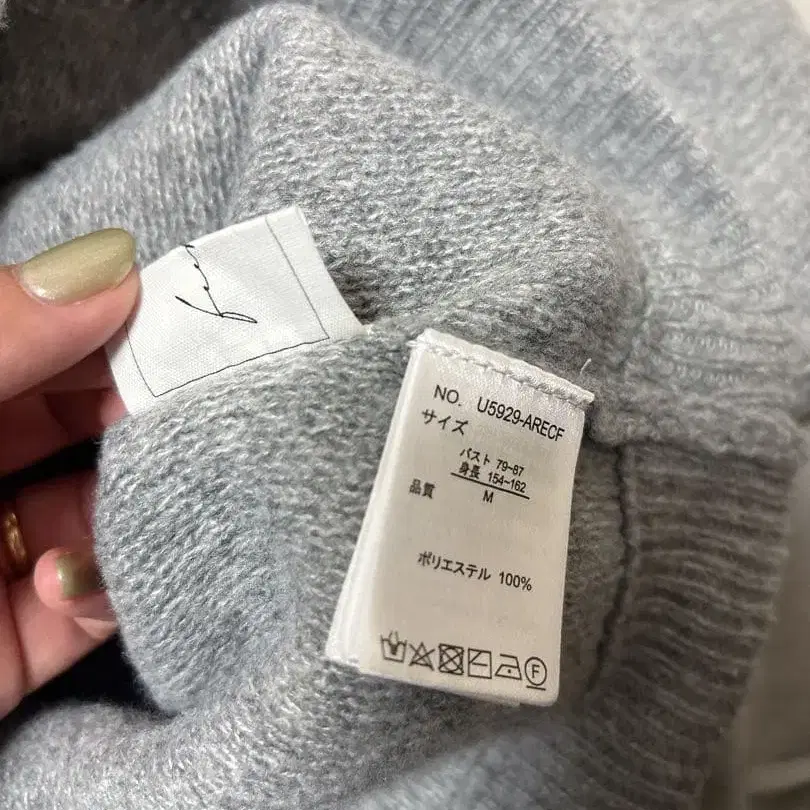 NO. U5929-ARECF
サイズ
バスト 79~87
身長 154~162
品質 M
ポリエステル 100%
F